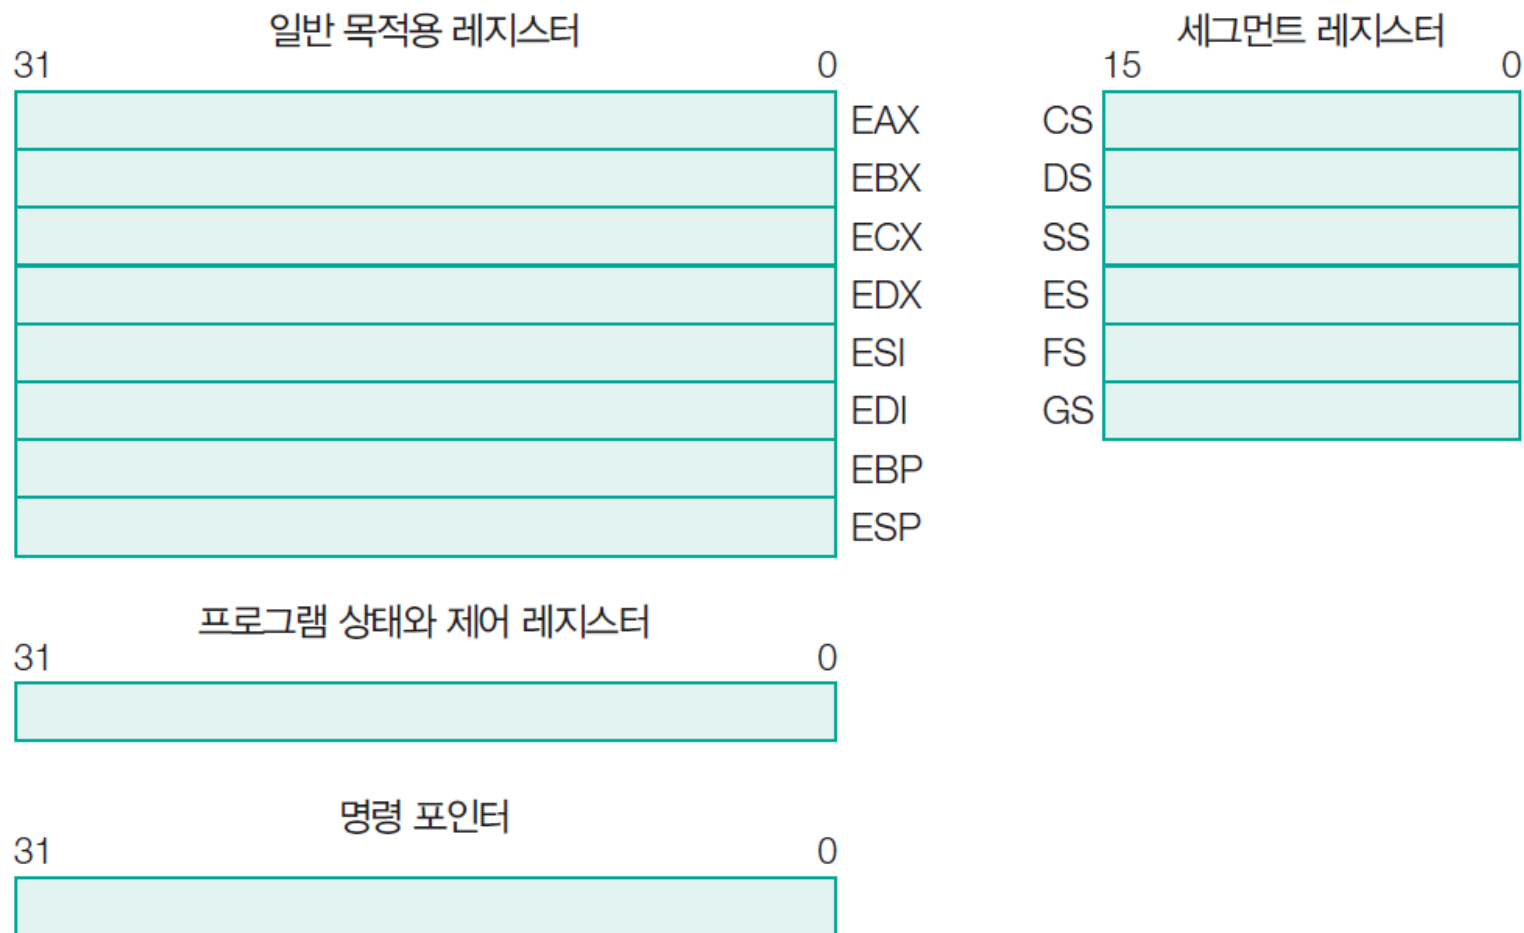 일반 목적용 레지스터
31 0
EAX
EBX
ECX
EDX
ESI
EDI
EBP
ESP
세그먼트 레지스터
15 0
CS
DS
SS
ES
FS
GS
프로그램 상태와 제어 레지스터
31 0
명령 포인터
31 0